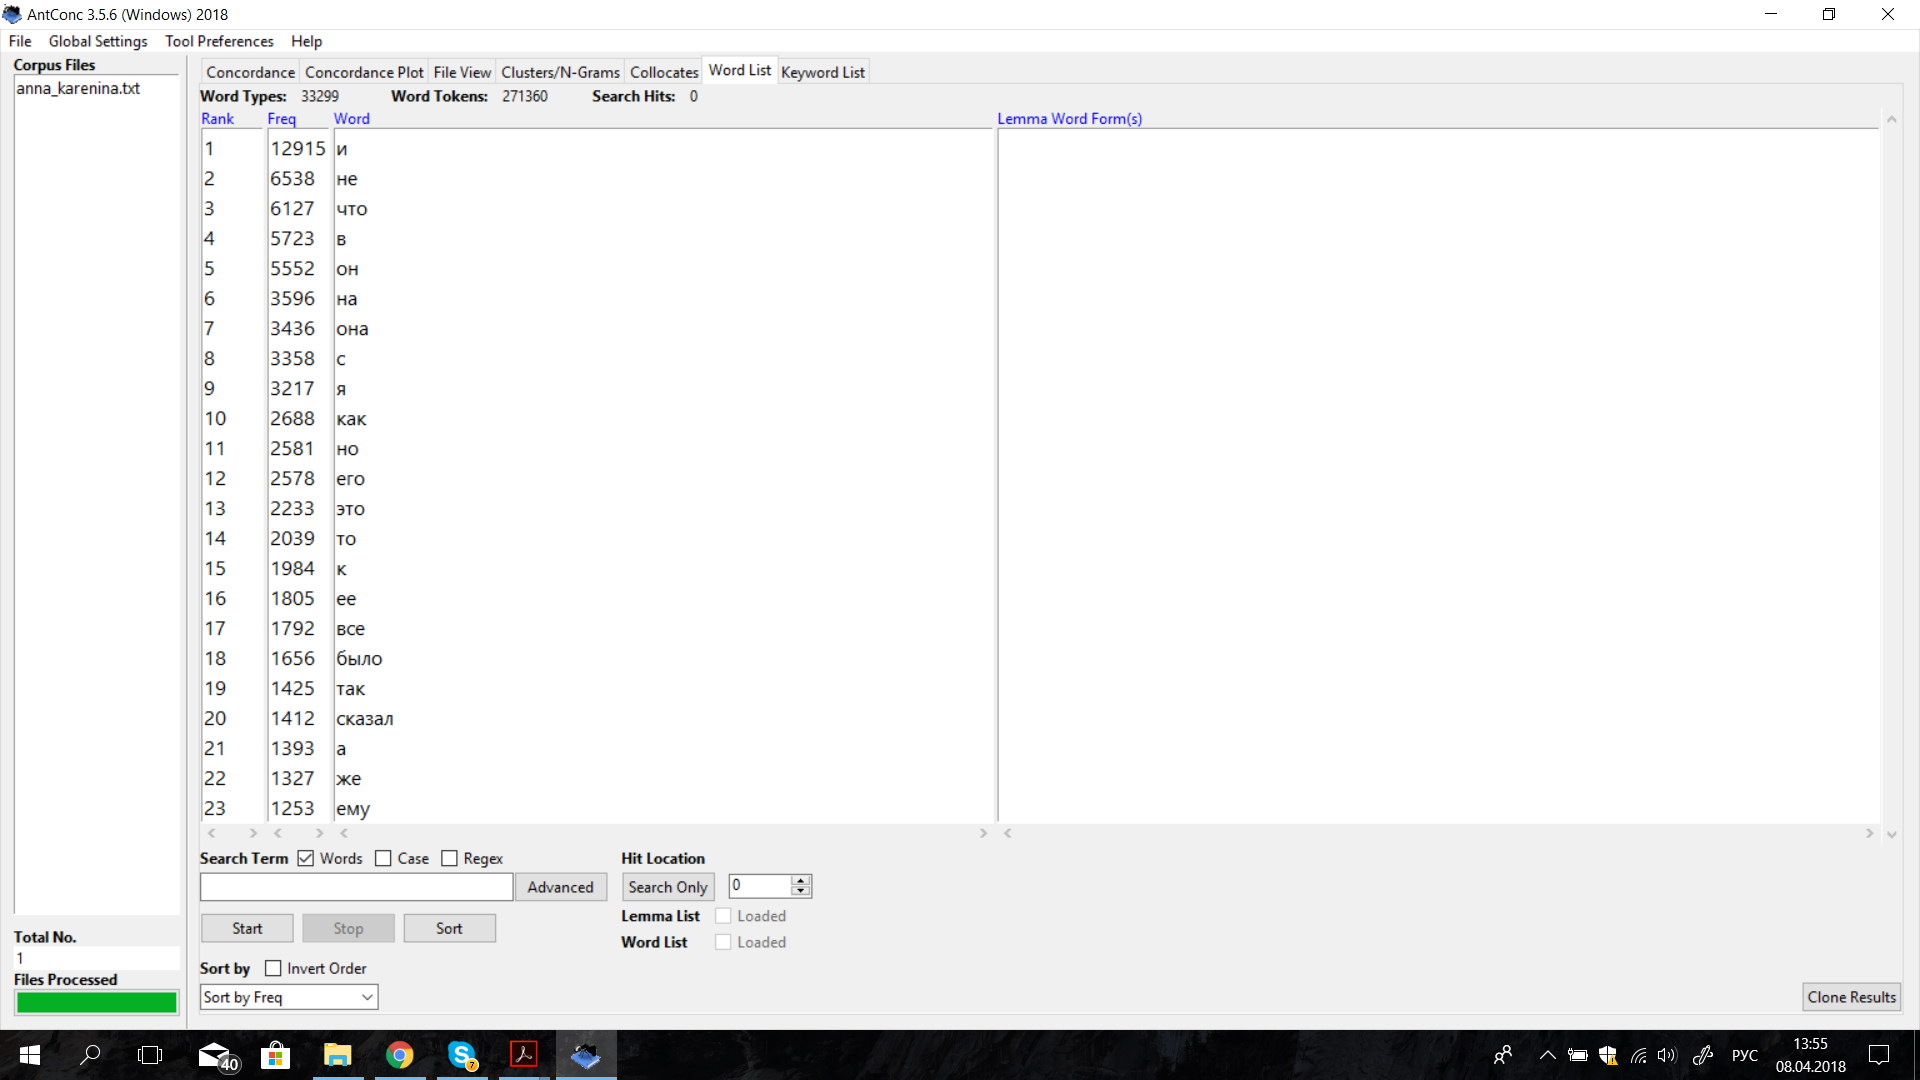 AntConc 3.5.6 (Windows) 2018
File Global Settings Tool Preferences Help
Corpus Files
anna_karenina.txt
Concordance Concordance Plot File View Clusters/N-Grams Collocates Word List Keyword List
Word Types: 33299 Word Tokens: 271360 Search Hits: 0
Rank Freq Word Lemma Word Form(s)
1 12915 и
2 6538 не
3 6127 что
4 5723 в
5 5552 он
6 3596 на
7 3436 она
8 3358 с
9 3217 я
10 2688 как
11 2581 но
12 2578 его
13 2233 это
14 2039 то
15 1984 к
16 1805 ее
17 1792 все
18 1656 было
19 1425 так
20 1412 сказал
21 1393 а
22 1327 же
23 1253 ему
Search Term Words Case Regex Hit Location
Advanced Search Only 0
Start Stop Sort
Lemma List Loaded
Word List Loaded
Sort by Invert Order
Sort by Freq
Clone Results
Total No.
1
Files Processed
40
7
РУС
13:55
08.04.2018